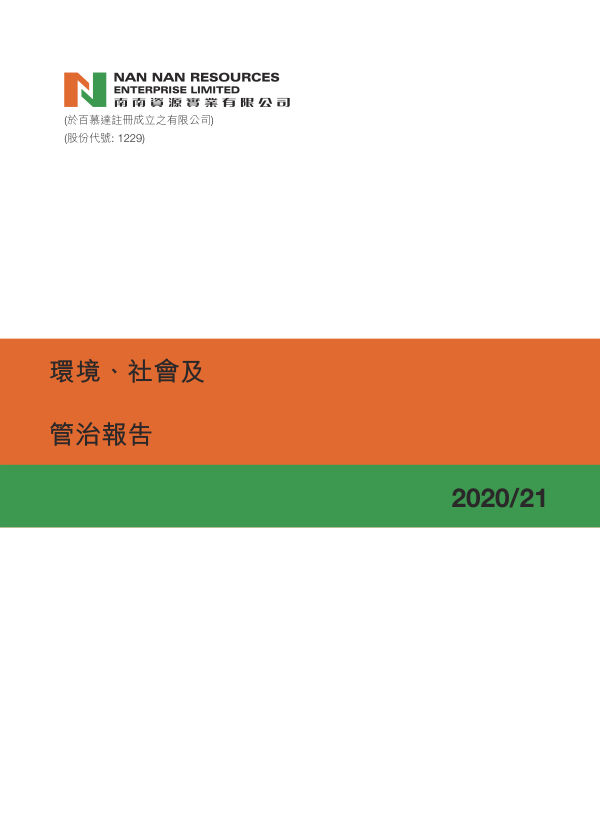 NAN NAN RESOURCES
ENTERPRISE LIMITED
南南資源實業有限公司
(於百慕達註冊成立之有限公司)
(股份代號: 1229)
環境、社會及
管治報告
2020/21